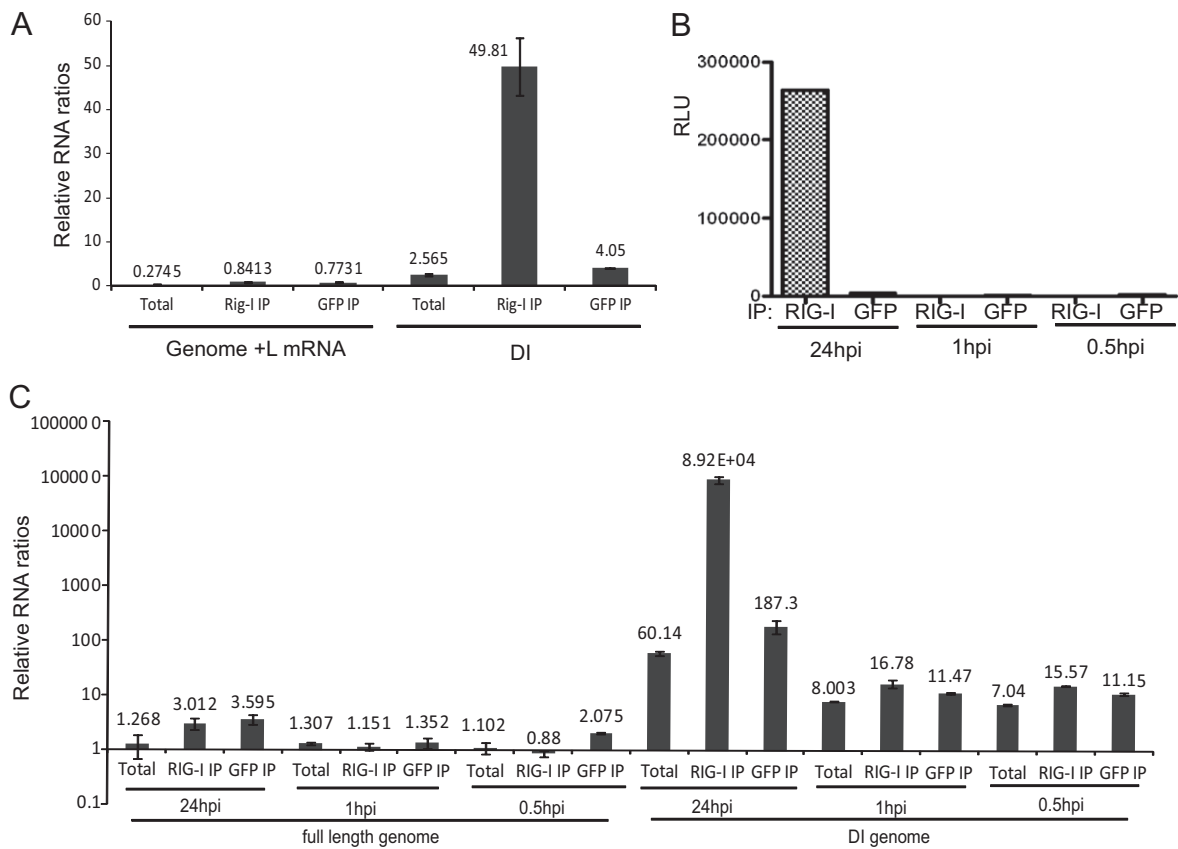 A
Relative RNA ratios
60
50
40
30
20
10
0
0.2745
0.8413
0.7731
2.565
49.81
4.05
Total
Rig-I IP
GFP IP
Total
Rig-I IP
GFP IP
Genome +L mRNA
DI
B
RLU
300000
200000
100000
0
IP: RIG-I GFP RIG-I GFP RIG-I GFP
24hpi
1hpi
0.5hpi
C
Relative RNA ratios
100000 0
10000 0
10000
1000
100
10
1
0.1
1.268
3.012
3.595
1.307
1.151
1.352
1.102
0.88
2.075
60.14
8.92E+04
187.3
8.003
16.78
11.47
7.04
15.57
11.15
Total RIG-I IP GFP IP Total RIG-I IP GFP IP Total RIG-I IP GFP IP Total RIG-I IP GFP IP Total RIG-I IP GFP IP Total RIG-I IP GFP IP
24hpi
1hpi
0.5hpi
24hpi
1hpi
0.5hpi
full length genome
DI genome